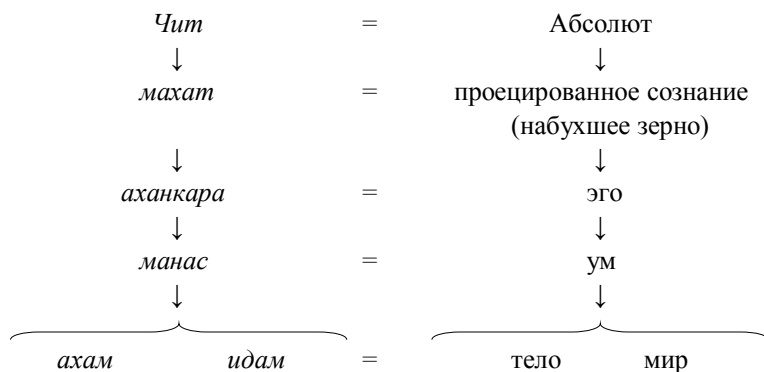 Чит = Абсолют
↓ ↓
махат = проецированное сознание
(набухшее зерно)
↓ ↓
аханкара = эго
↓ ↓
манас = ум
↓ ↓
ахам идам = тело мир